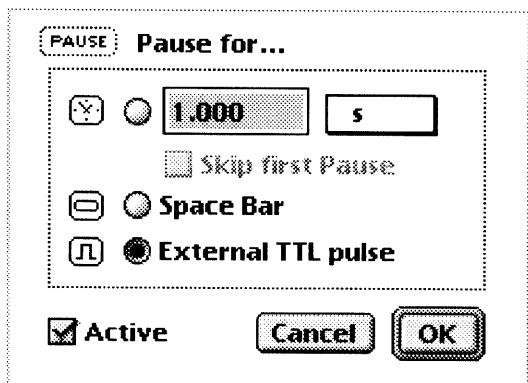 PAUSE Pause for...
1.000 s
Skip first Pause
Space Bar
External TTL pulse
Active Cancel OK